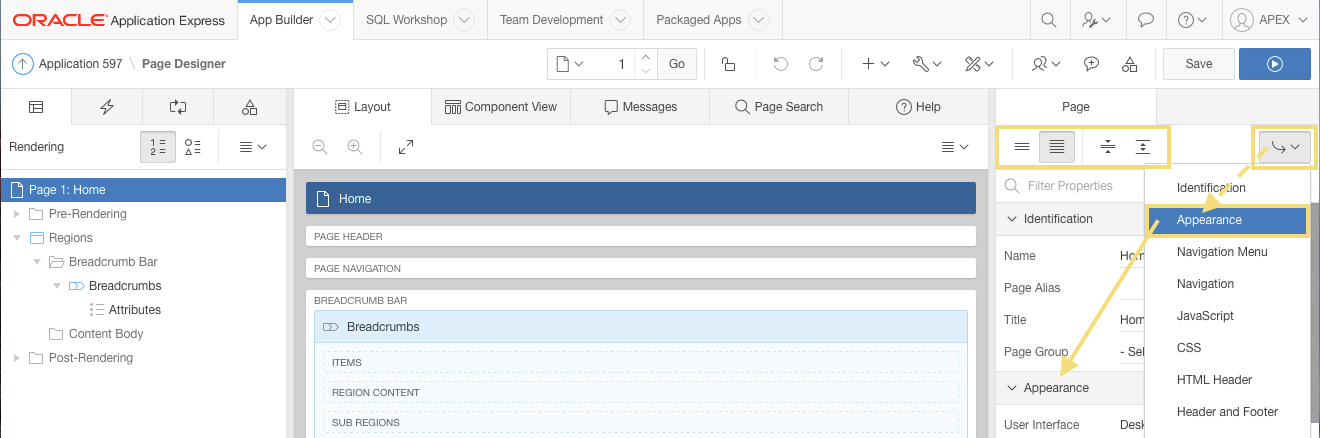 ORACLE Application Express App Builder SQL Workshop Team Development Packaged Apps APEX
Application 597 \ Page Designer 1 Go Save
Layout Component View Messages Page Search Help Page
Rendering
Filter Properties
Page 1: Home
Pre-Rendering
Regions
Breadcrumb Bar
Breadcrumbs
Attributes
Content Body
Post-Rendering
Home
PAGE HEADER
PAGE NAVIGATION
BREADCRUMB BAR
Breadcrumbs
ITEMS
REGION CONTENT
SUB REGIONS
Identification
Name Hom
Page Alias
Title Hom
Page Group - Sel
Appearance
User Interface Desk
Identification
Appearance
Navigation Menu
Navigation
JavaScript
CSS
HTML Header
Header and Footer